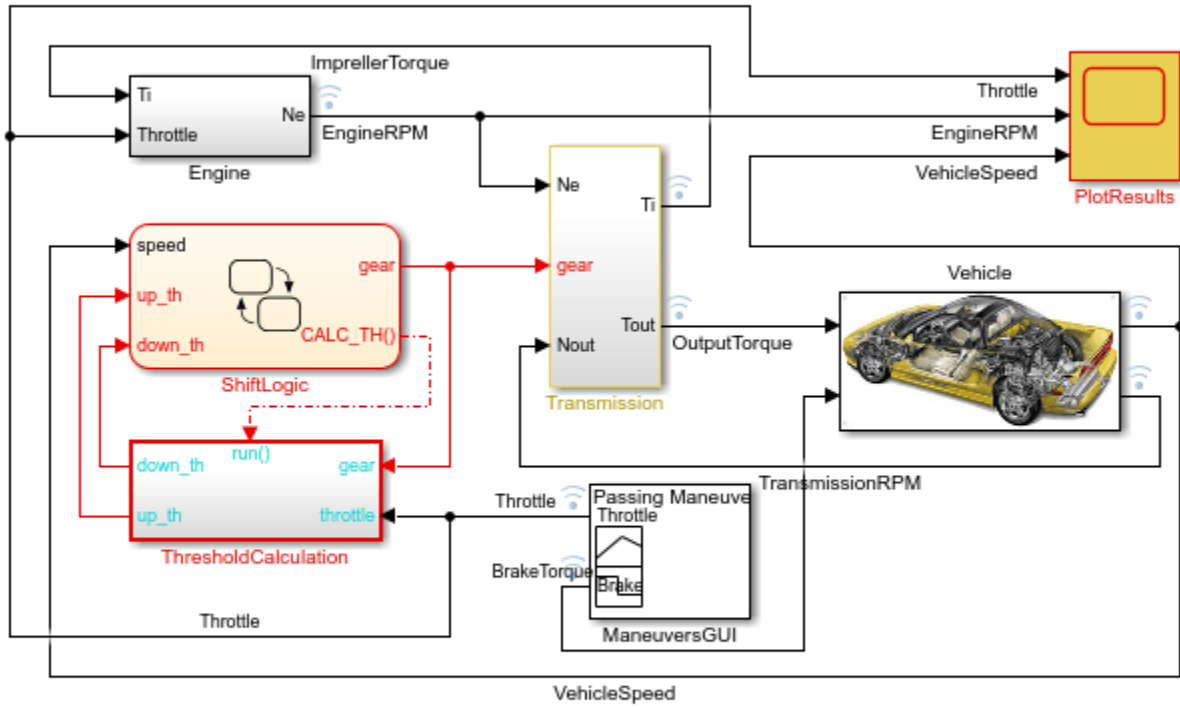 ImprellerTorque
Ti
Throttle
Ne
EngineRPM
Engine
Throttle
EngineRPM
VehicleSpeed
PlotResults
Ne
Ti
gear
Tout
Nout
OutputTorque
Transmission
speed
gear
up_th
CALC_TH()
down_th
ShiftLogic
Vehicle
TransmissionRPM
run()
down_th
gear
up_th
throttle
ThresholdCalculation
Throttle
Passing Maneuve
Throttle
BrakeTorque
Brake
ManeuversGUI
Throttle
VehicleSpeed